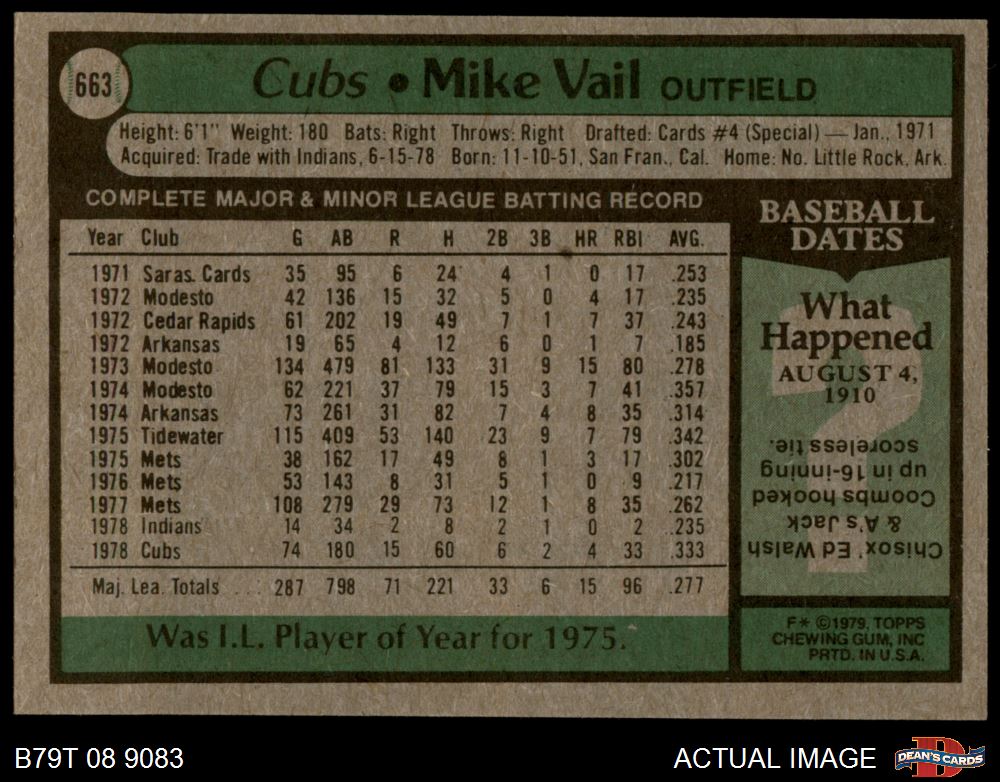 663
Cubs • Mike Vail OUTFIELD
Height: 6'1" Weight: 180 Bats: Right Throws: Right Drafted: Cards #4 (Special) — Jan., 1971
Acquired: Trade with Indians, 6-15-78 Born: 11-10-51, San Fran., Cal. Home: No. Little Rock, Ark.
COMPLETE MAJOR & MINOR LEAGUE BATTING RECORD
Year Club G AB R H 2B 3B HR RBI AVG.
1971 Saras. Cards 35 95 6 24 4 1 0 17 .253
1972 Modesto 42 136 15 32 5 0 4 17 .235
1972 Cedar Rapids 61 202 19 49 7 1 7 37 .243
1972 Arkansas 19 65 4 12 6 0 1 7 .185
1973 Modesto 134 479 81 133 31 9 15 80 .278
1974 Modesto 62 221 37 79 15 3 7 41 .357
1974 Arkansas 73 261 31 82 7 4 8 35 .314
1975 Tidewater 115 409 53 140 23 9 7 79 .342
1975 Mets 38 162 17 49 8 1 3 17 .302
1976 Mets 53 143 8 31 5 1 0 9 .217
1977 Mets 108 279 29 73 12 1 8 35 .262
1978 Indians 14 34 2 8 2 1 0 2 .235
1978 Cubs 74 180 15 60 6 2 4 33 .333
Maj. Lea. Totals ... 287 798 71 221 33 6 15 96 .277
Was I.L. Player of Year for 1975.
BASEBALL
DATES
What
Happened
AUGUST 4,
1910
Chisox' Ed Walsh
& A's Jack
Coombs hooked
up in 16-inning
scoreless tie.
F* ©1979, TOPPS
CHEWING GUM, INC
PRTD. IN U.S.A.
B79T 08 9083
ACTUAL IMAGE
D
DEAN'S CARDS